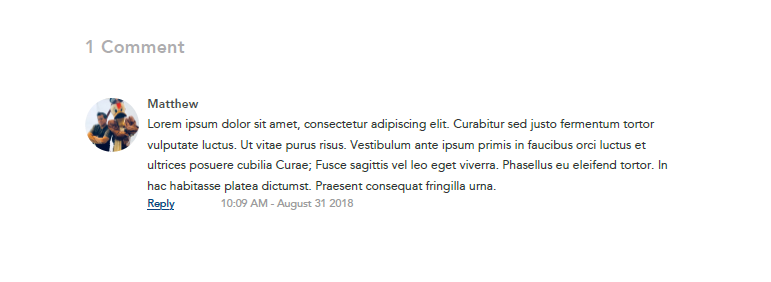 1 Comment
Matthew
Lorem ipsum dolor sit amet, consectetur adipiscing elit. Curabitur sed justo fermentum tortor
vulputate luctus. Ut vitae purus risus. Vestibulum ante ipsum primis in faucibus orci luctus et
ultrices posuere cubilia Curae; Fusce sagittis vel leo eget viverra. Phasellus eu eleifend tortor. In
hac habitasse platea dictumst. Praesent consequat fringilla urna.
Reply 10:09 AM - August 31 2018